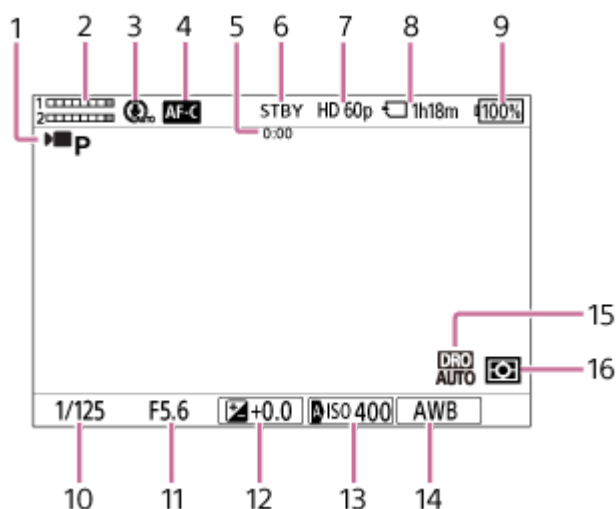 1 2 3 4 5 6 7 8 9
1 AF-C STBY HD 60p 1h18m 100%
2 0:00
P
15
DRO
AUTO
16
1/125 F5.6 +0.0 A ISO 400 AWB
10 11 12 13 14